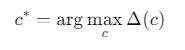 c* = arg max Δ(c)
c